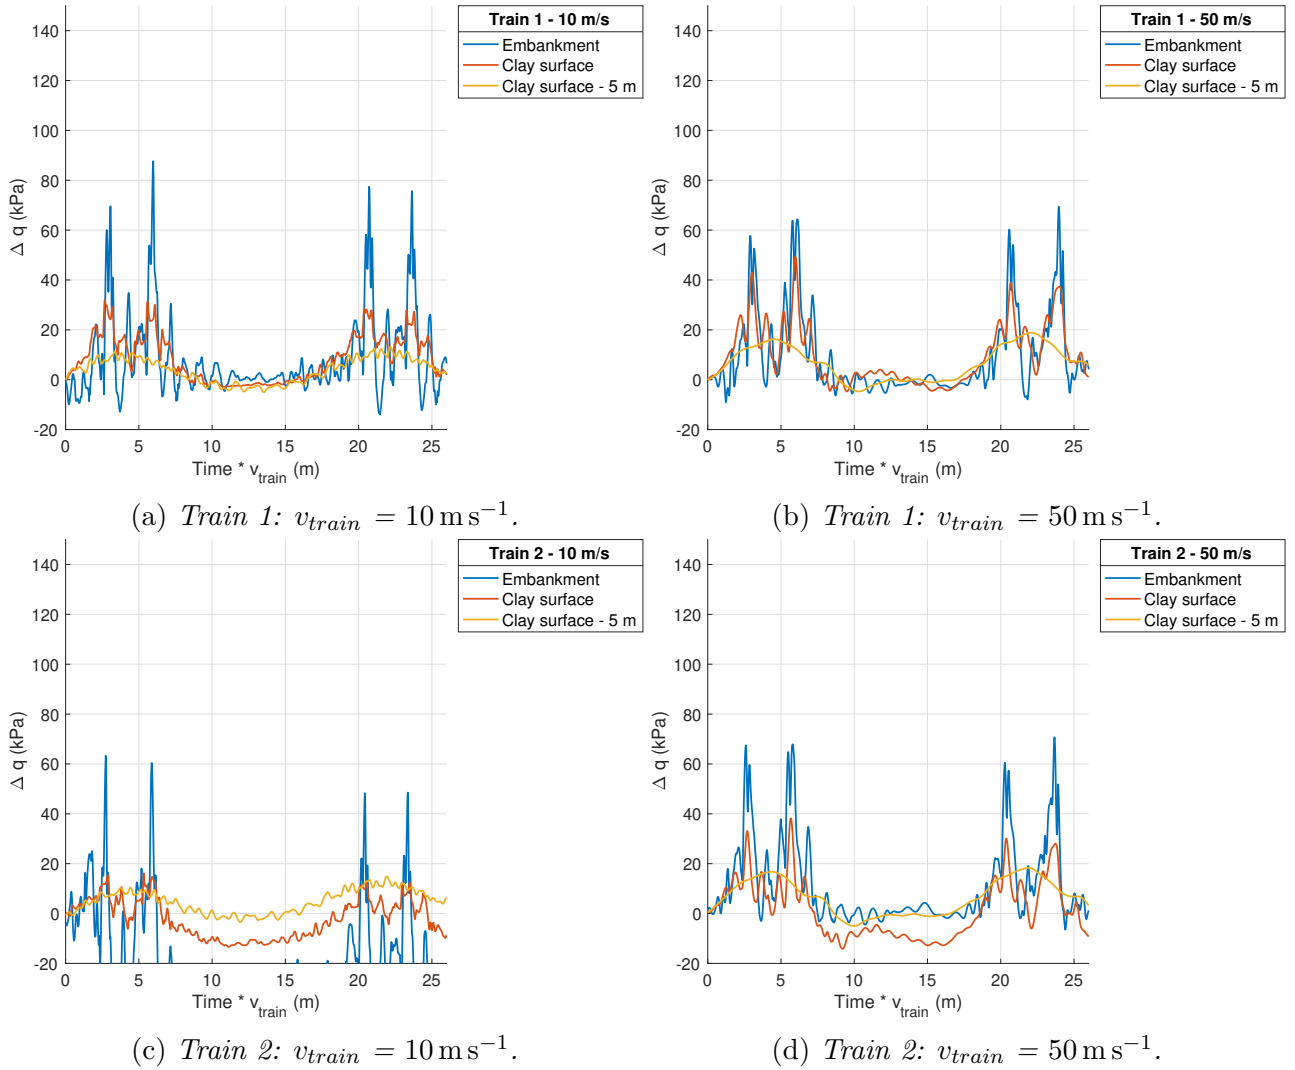 Train 1 - 10 m/s
Embankment
Clay surface
Clay surface - 5 m
140
120
100
80
60
40
20
0
-20
Δ q (kPa)
0 5 10 15 20 25
Time * v_train (m)
(a) Train 1: v_train = 10 m s⁻¹.
Train 1 - 50 m/s
Embankment
Clay surface
Clay surface - 5 m
140
120
100
80
60
40
20
0
-20
Δ q (kPa)
0 5 10 15 20 25
Time * v_train (m)
(b) Train 1: v_train = 50 m s⁻¹.
Train 2 - 10 m/s
Embankment
Clay surface
Clay surface - 5 m
140
120
100
80
60
40
20
0
-20
Δ q (kPa)
0 5 10 15 20 25
Time * v_train (m)
(c) Train 2: v_train = 10 m s⁻¹.
Train 2 - 50 m/s
Embankment
Clay surface
Clay surface - 5 m
140
120
100
80
60
40
20
0
-20
Δ q (kPa)
0 5 10 15 20 25
Time * v_train (m)
(d) Train 2: v_train = 50 m s⁻¹.